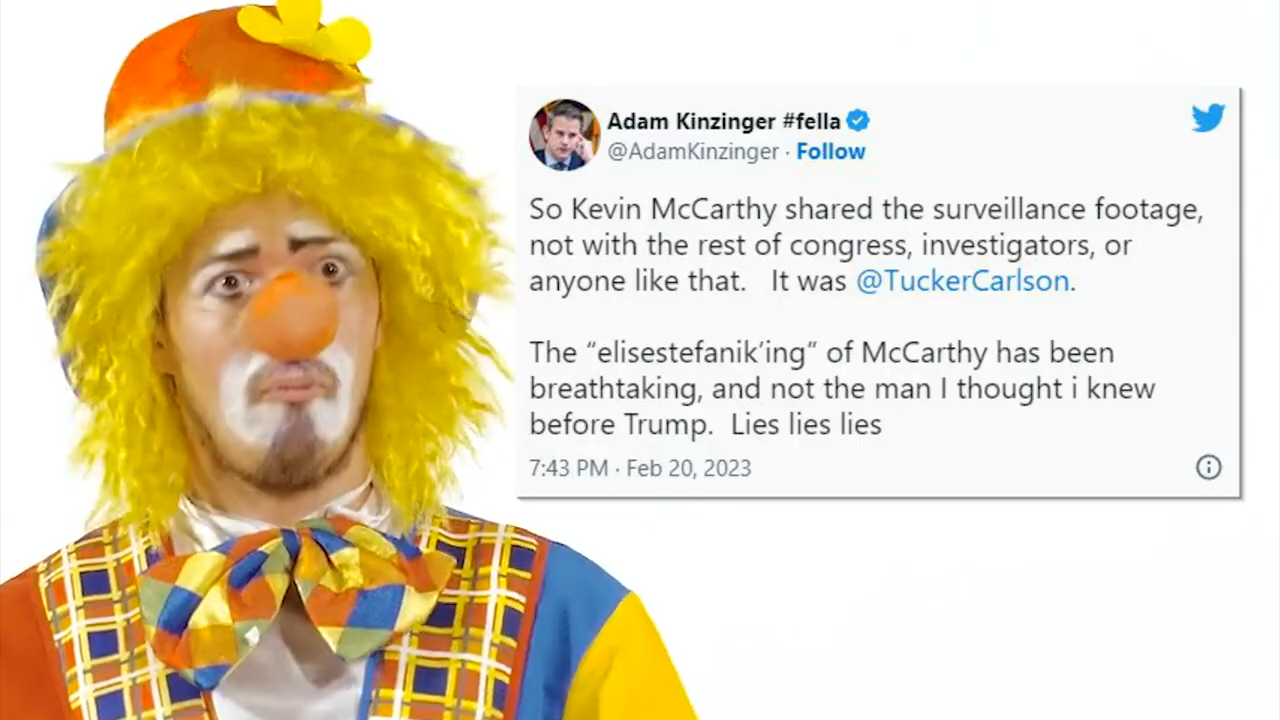 Adam Kinzinger #fella
@AdamKinzinger · Follow
So Kevin McCarthy shared the surveillance footage,
not with the rest of congress, investigators, or
anyone like that.   It was @TuckerCarlson.
The “elisestefanik’ing” of McCarthy has been
breathtaking, and not the man I thought i knew
before Trump.  Lies lies lies
7:43 PM · Feb 20, 2023